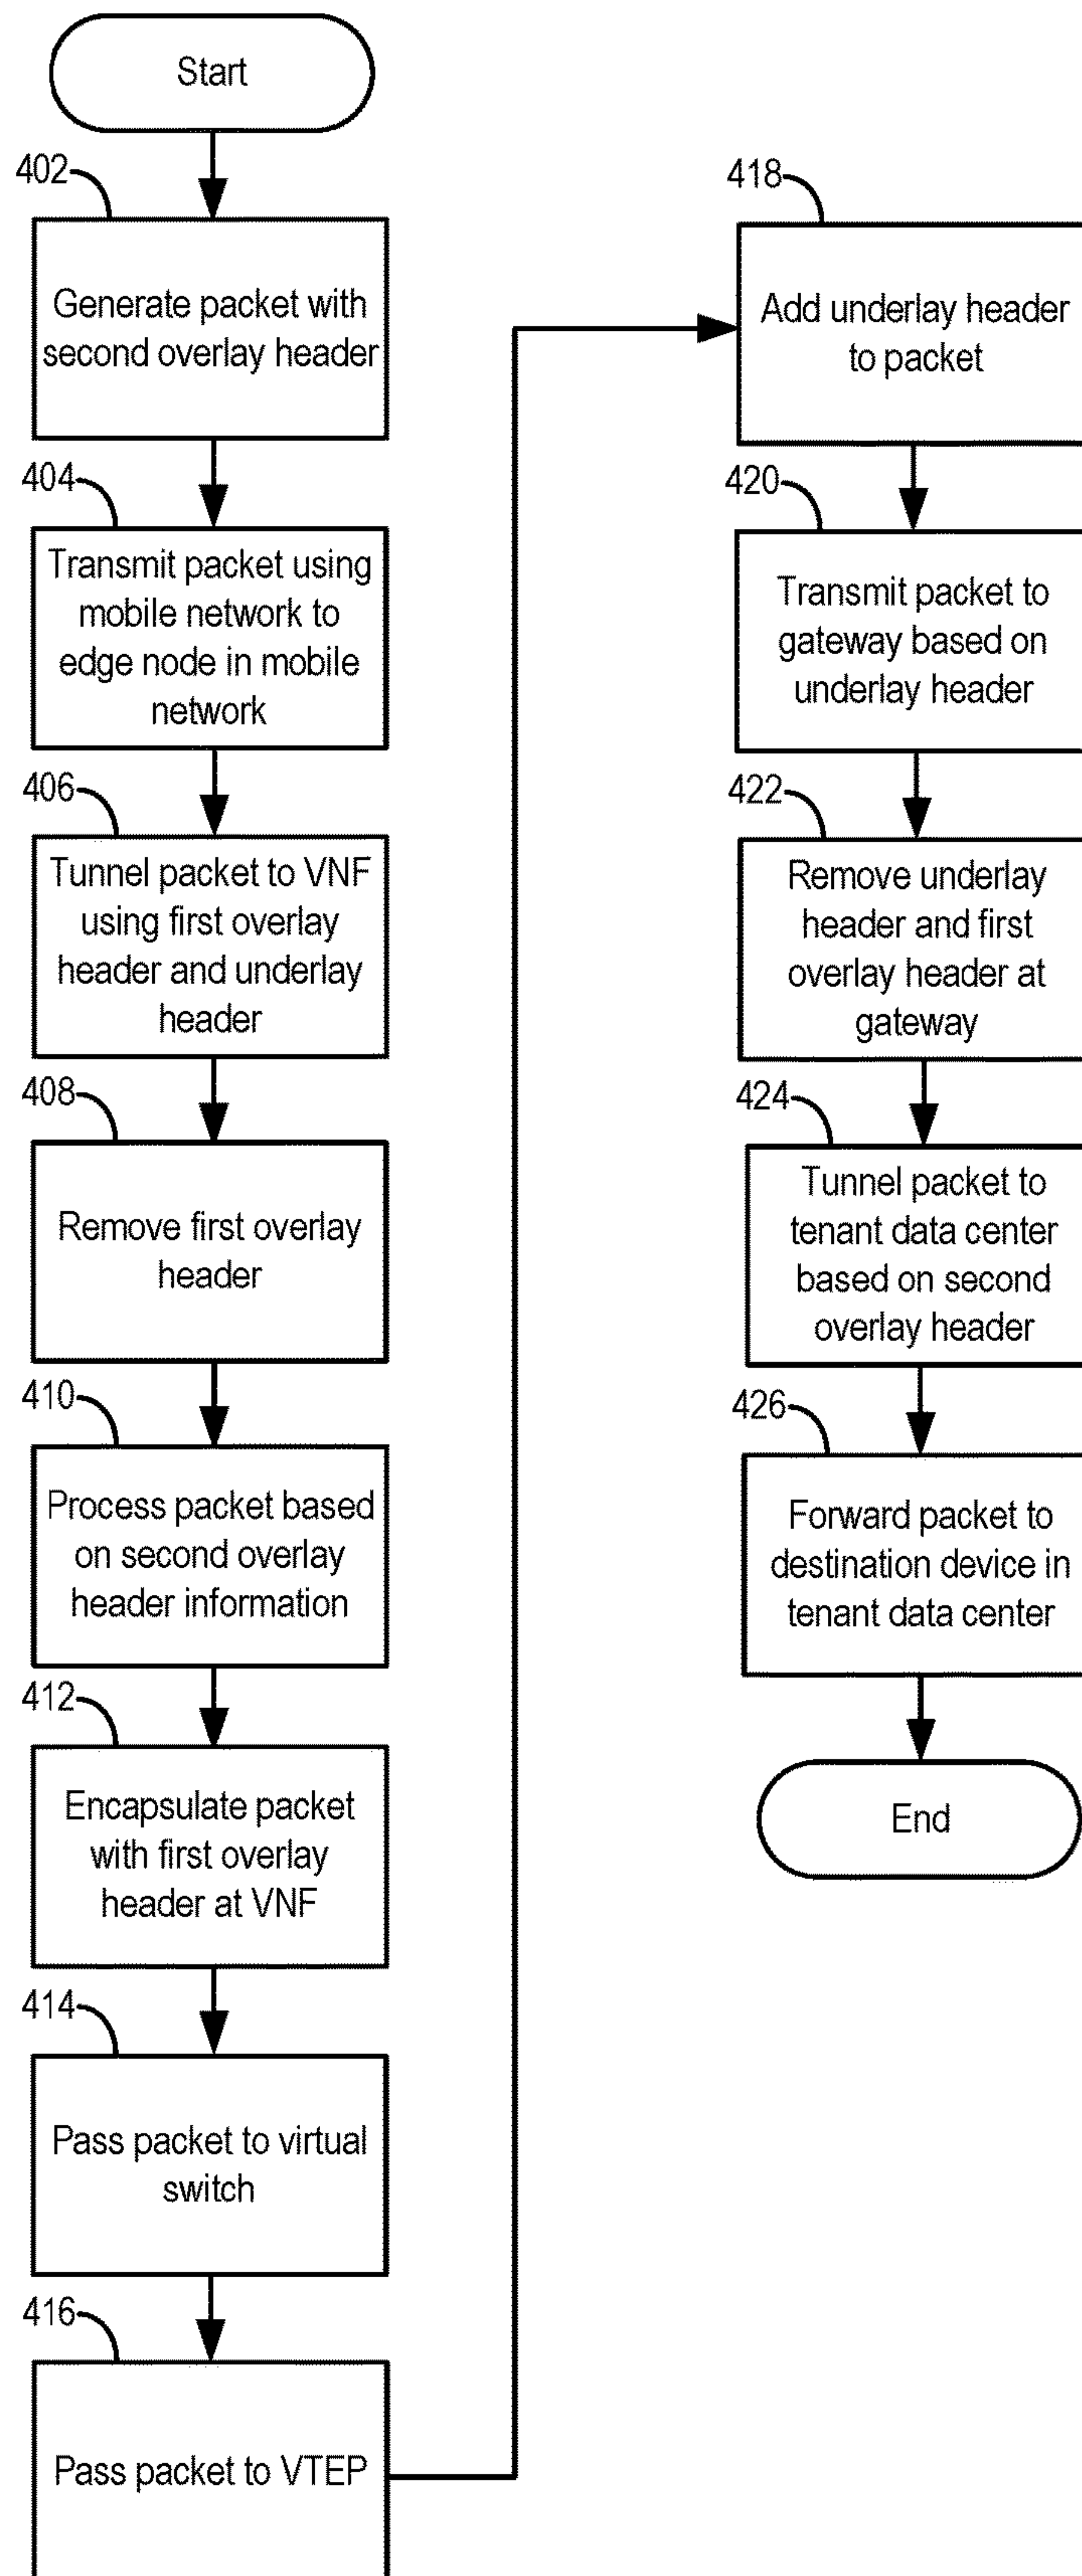 Start
402
Generate packet with
second overlay header
404
Transmit packet using
mobile network to
edge node in mobile
network
406
Tunnel packet to VNF
using first overlay
header and underlay
header
408
Remove first overlay
header
410
Process packet based
on second overlay
header information
412
Encapsulate packet
with first overlay
header at VNF
414
Pass packet to virtual
switch
416
Pass packet to VTEP
418
Add underlay header
to packet
420
Transmit packet to
gateway based on
underlay header
422
Remove underlay
header and first
overlay header at
gateway
424
Tunnel packet to
tenant data center
based on second
overlay header
426
Forward packet to
destination device in
tenant data center
End